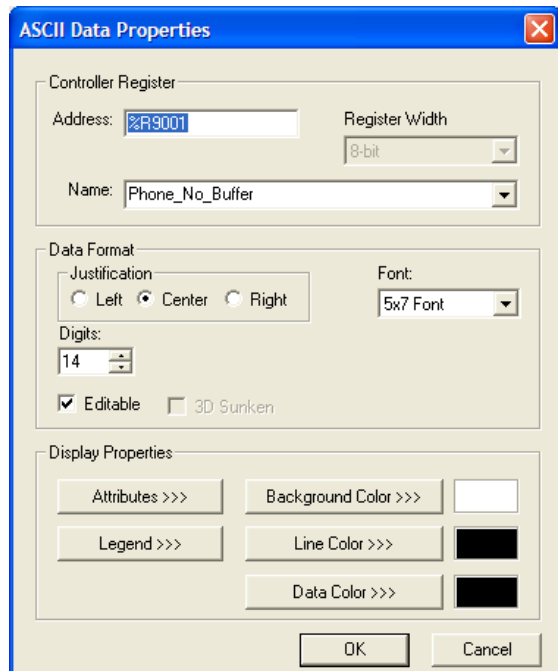 ASCII Data Properties
Controller Register
Address: %R9001
Register Width
8-bit
Name: Phone_No_Buffer
Data Format
Justification
Left Center Right
Font:
5x7 Font
Digits:
14
Editable 3D Sunken
Display Properties
Attributes >>> Background Color >>>
Legend >>> Line Color >>>
Data Color >>>
OK Cancel